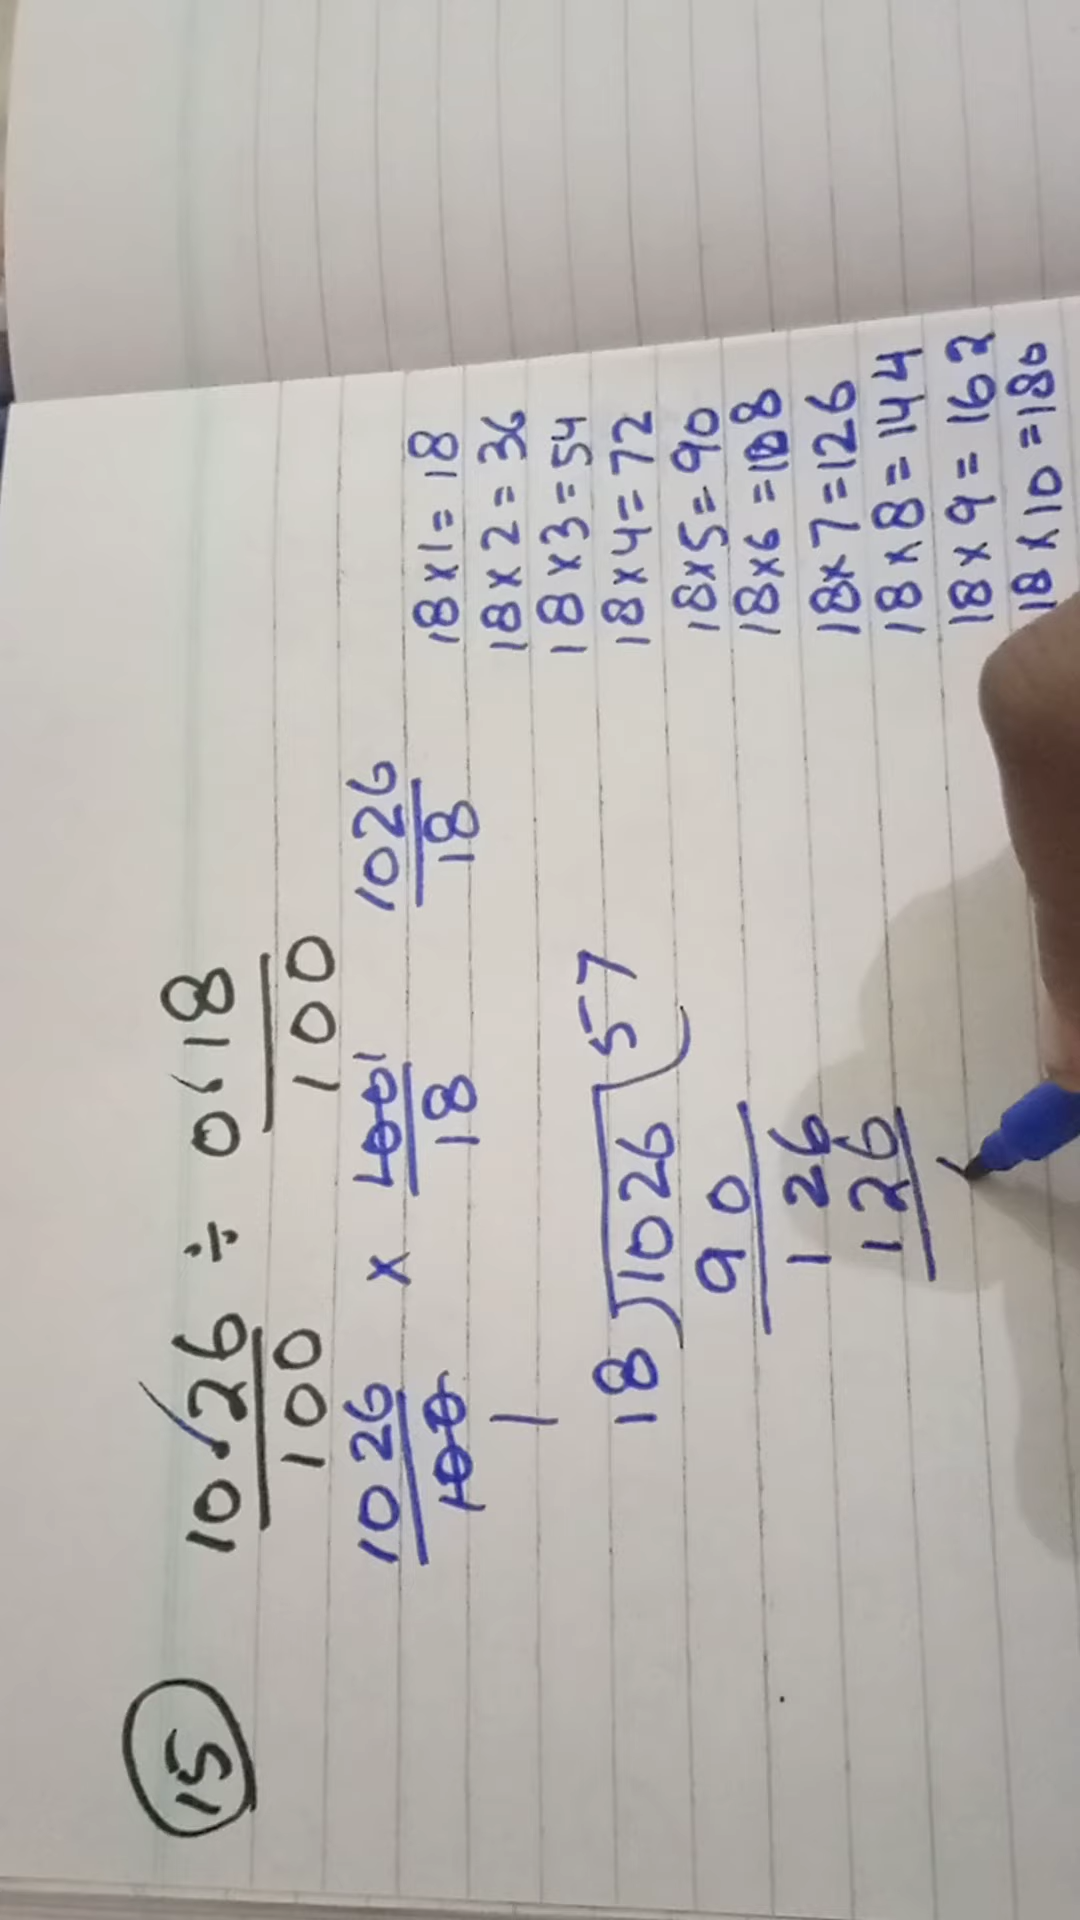 15
10.26 ÷ 0.18
100 100
1026 × 100 1 1026
100 18 18
1
18 1026 57
90
126
126
18 × 1 = 18
18 × 2 = 36
18 × 3 = 54
18 × 4 = 72
18 × 5 = 90
18 × 6 = 108
18 × 7 = 126
18 × 8 = 144
18 × 9 = 162
18 × 10 = 180